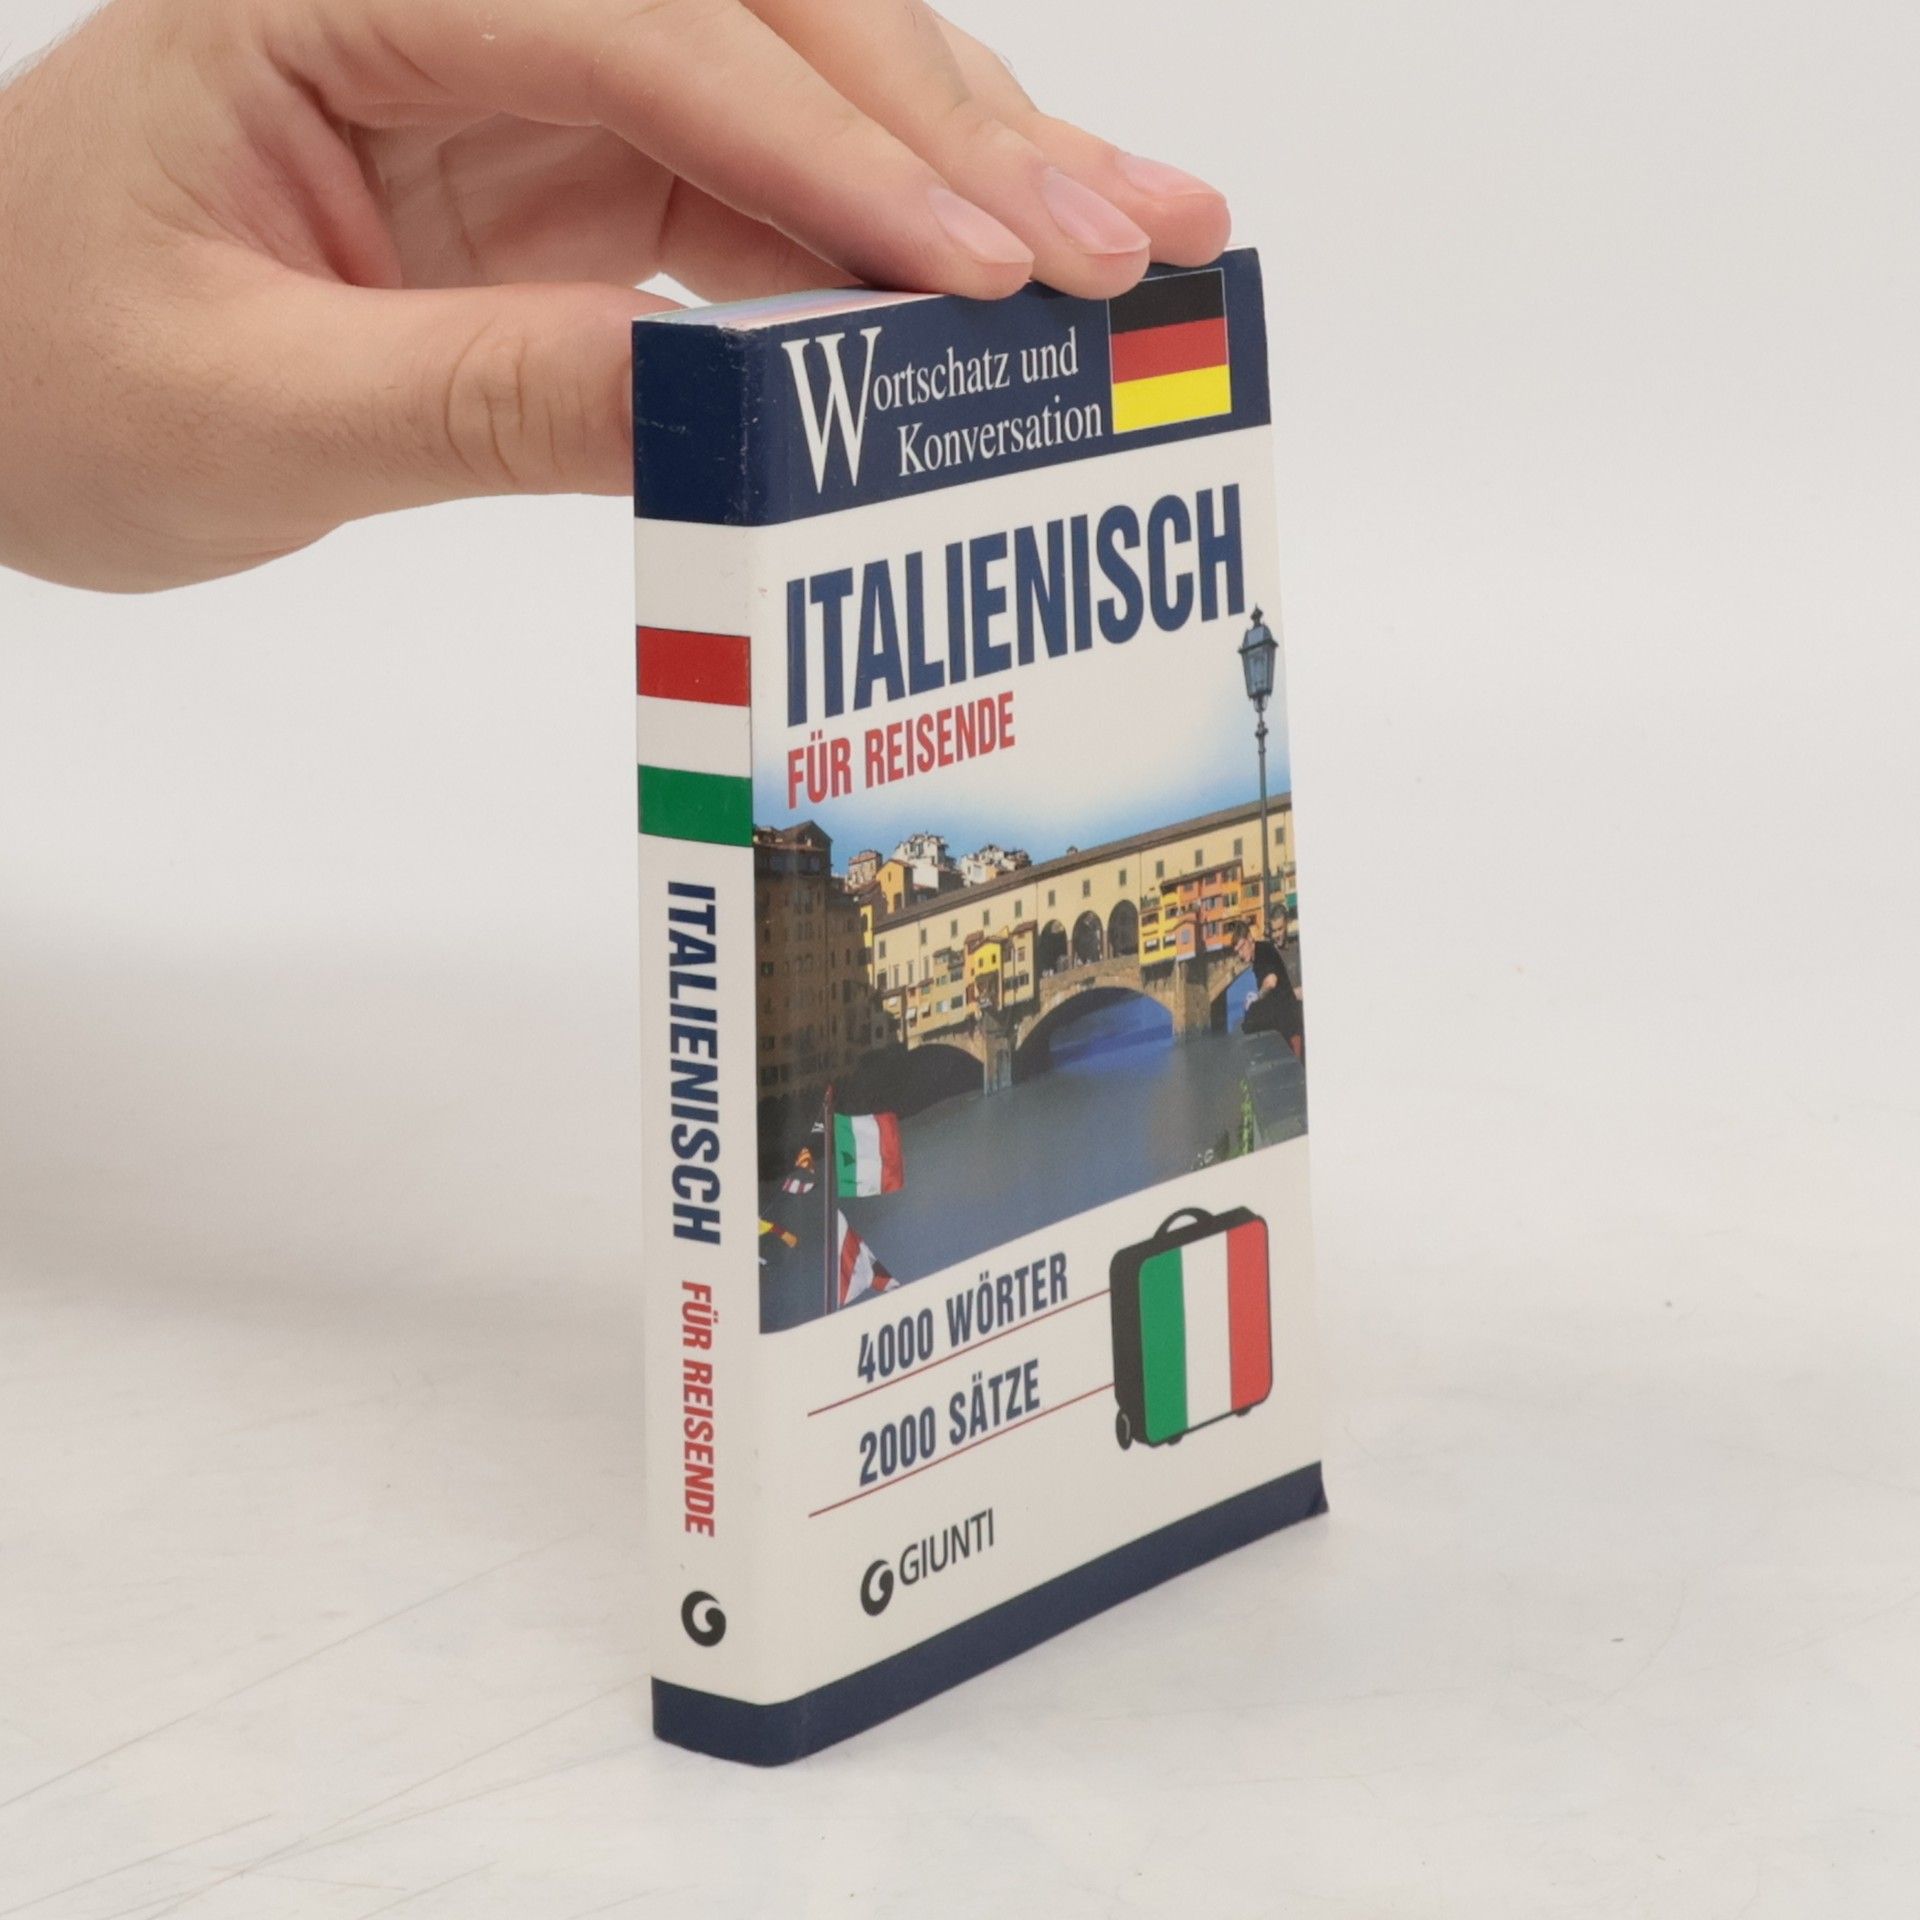 Wortschatz und
Konversation
ITALIENISCH
FÜR REISENDE
4000 WÖRTER
2000 SÄTZE
GIUNTI
ITALIENISCH FÜR REISENDE